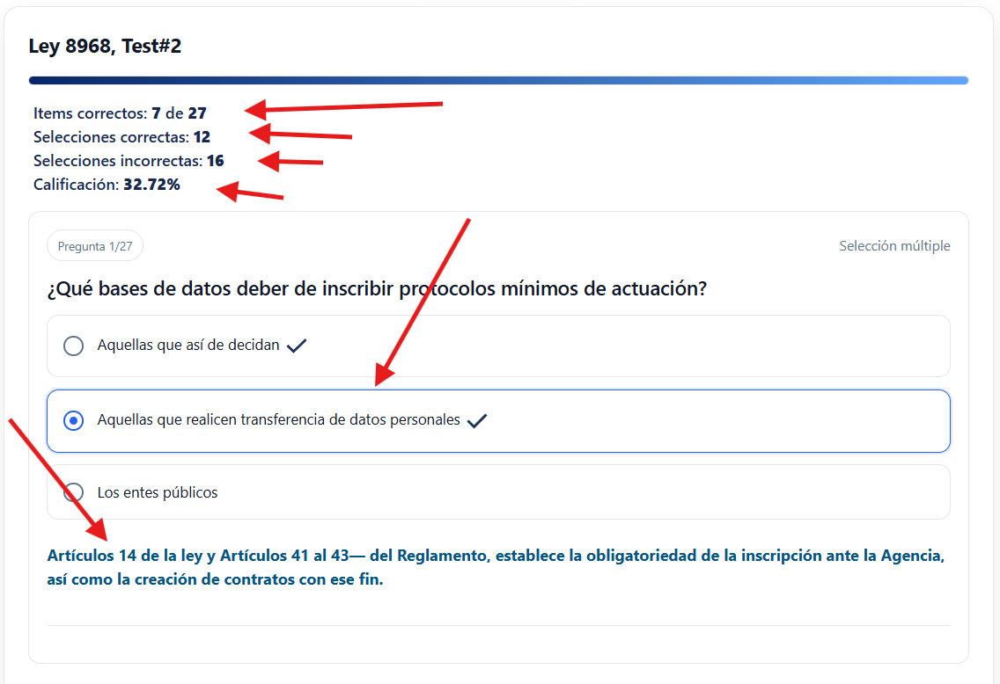 Ley 8968, Test#2
Items correctos: 7 de 27
Selecciones correctas: 12
Selecciones incorrectas: 16
Calificación: 32.72%
Pregunta 1/27
Selección múltiple
¿Qué bases de datos deber de inscribir protocolos mínimos de actuación?
Aquellas que así de decidan
Aquellas que realicen transferencia de datos personales
Los entes públicos
Artículos 14 de la ley y Artículos 41 al 43— del Reglamento, establece la obligatoriedad de la inscripción ante la Agencia,
así como la creación de contratos con ese fin.